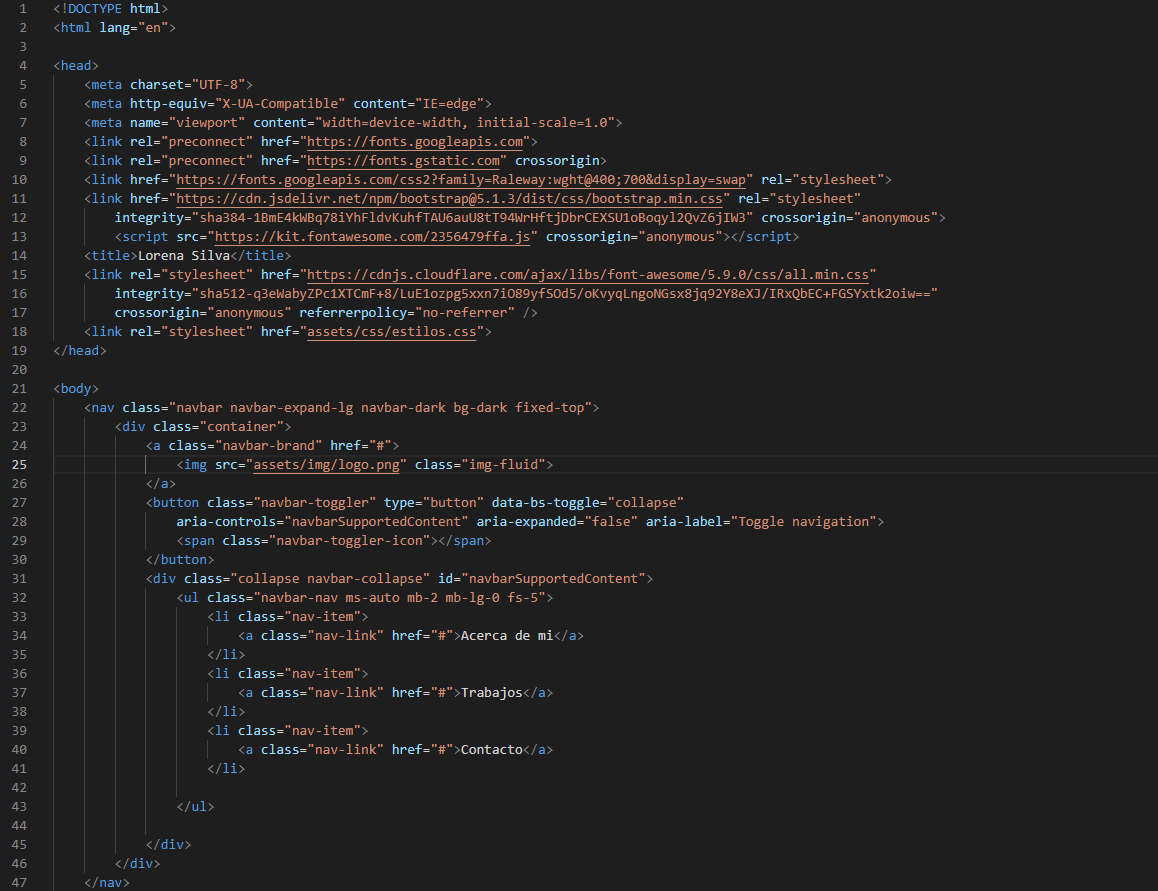 1 <!DOCTYPE html>
2 <html lang="en">
3
4 <head>
5     <meta charset="UTF-8">
6     <meta http-equiv="X-UA-Compatible" content="IE=edge">
7     <meta name="viewport" content="width=device-width, initial-scale=1.0">
8     <link rel="preconnect" href="https://fonts.googleapis.com">
9     <link rel="preconnect" href="https://fonts.gstatic.com" crossorigin>
10     <link href="https://fonts.googleapis.com/css2?family=Raleway:wght@400;700&display=swap" rel="stylesheet">
11     <link href="https://cdn.jsdelivr.net/npm/bootstrap@5.1.3/dist/css/bootstrap.min.css" rel="stylesheet"
12         integrity="sha384-1BmE4kWBq78iYhFldvKuhfTAU6auU8tT94WrHftjDbrCEXSU1oBoqyl2QvZ6jIW3" crossorigin="anonymous">
13         <script src="https://kit.fontawesome.com/2356479ffa.js" crossorigin="anonymous"></script>
14     <title>Lorena Silva</title>
15     <link rel="stylesheet" href="https://cdnjs.cloudflare.com/ajax/libs/font-awesome/5.9.0/css/all.min.css"
16         integrity="sha512-q3eWabyZPc1XTCmF+8/LuE1ozpg5xxn7iO89yfSOd5/oKvyqLngoNGsx8jq92Y8eXJ/IRxQbEC+FGSYxtk2oiw=="
17         crossorigin="anonymous" referrerpolicy="no-referrer" />
18     <link rel="stylesheet" href="assets/css/estilos.css">
19 </head>
20
21 <body>
22     <nav class="navbar navbar-expand-lg navbar-dark bg-dark fixed-top">
23         <div class="container">
24             <a class="navbar-brand" href="#">
25                 <img src="assets/img/logo.png" class="img-fluid">
26             </a>
27             <button class="navbar-toggler" type="button" data-bs-toggle="collapse"
28                 aria-controls="navbarSupportedContent" aria-expanded="false" aria-label="Toggle navigation">
29                 <span class="navbar-toggler-icon"></span>
30             </button>
31             <div class="collapse navbar-collapse" id="navbarSupportedContent">
32                 <ul class="navbar-nav ms-auto mb-2 mb-lg-0 fs-5">
33                     <li class="nav-item">
34                         <a class="nav-link" href="#">Acerca de mi</a>
35                     </li>
36                     <li class="nav-item">
37                         <a class="nav-link" href="#">Trabajos</a>
38                     </li>
39                     <li class="nav-item">
40                         <a class="nav-link" href="#">Contacto</a>
41                     </li>
42
43                 </ul>
44
45             </div>
46         </div>
47     </nav>